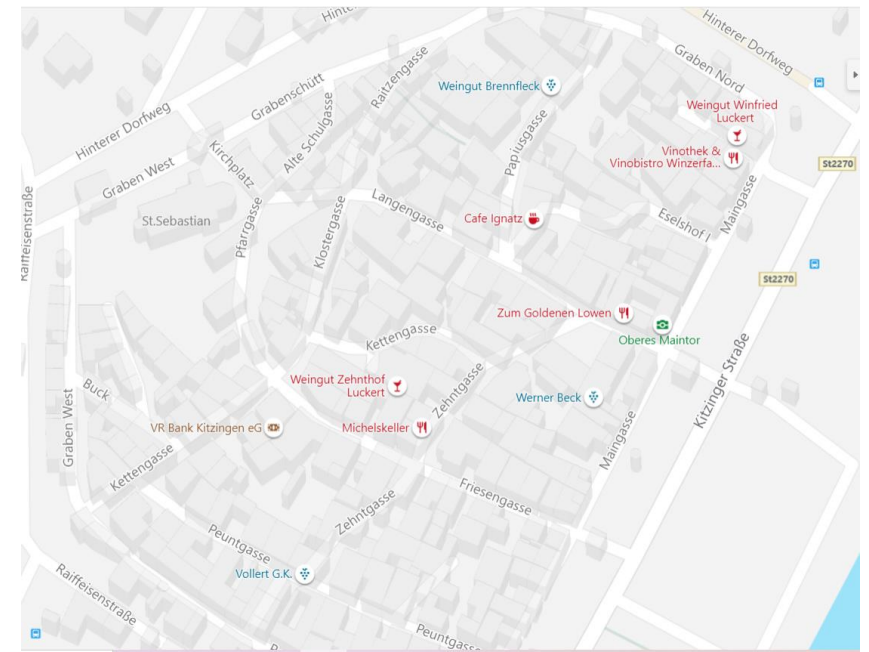 Hinte
Hinterer Dorfweg
Graben Nord
Raitzengasse
Weingut Brennfleck
Grabenschütt
Weingut Winfried
Luckert
Hinterer Dorfweg
Alte Schulgasse
Papiusgasse
Vinothek &
Vinobistro Winzerfa...
St2270
Kirchplatz
Graben West
Maingasse
Langengasse
Cafe Ignatz
Eselshof I
St.Sebastian
Pfarrgasse
Klostergasse
Raiffeisenstraße
St2270
Zum Goldenen Lowen
Oberes Maintor
Kettengasse
Kitzinger Straße
Weingut Zehnthof
Luckert
Zehntgasse
Werner Beck
Buck
Graben West
VR Bank Kitzingen eG
Michelskeller
Maingasse
Kettengasse
Friesengasse
Zehntgasse
Peuntgasse
Vollert G.K.
Raiffeisenstraße
Peuntgass